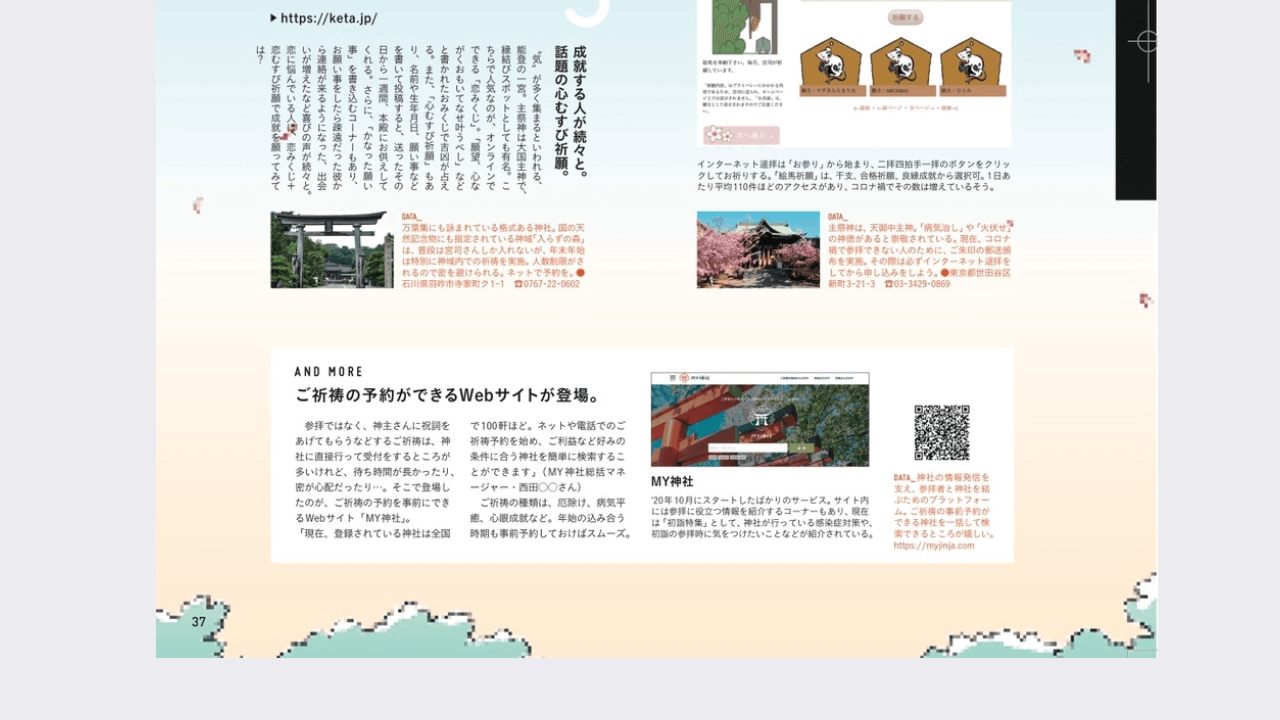 ▶https://keta.jp/
成就する人が続々と。
話題の心むすび祈願。
“気”が多く集まるといわれる、
能登の一宮。主祭神は大国主神で、
縁結びスポットとしても有名。こ
ちらで人気なのが、オンラインで
できる「恋みくじ」。「願望、心な
がくおもいてなせ叶うべし」など
と書かれたおみくじで吉凶が占え
る。また、「心むすび祈願」もあ
り、名前や生年月日、願い事など
を書いて投稿すると、送ったその
日から一週間、本殿にお供えして
くれる。さらに、「かなった願い
事」を書き込むコーナーもあり、
お願い事をしたら疎遠だった彼か
ら連絡が来るようになった、出会
いが増えたなど喜びの声が続々と。
恋に悩んでいる人は、恋みくじ＋
恋むすび祈願で成就を願ってみて
は？
DATA_
万葉集にも詠まれている格式ある神社。国の天
然記念物にも指定されている神域「入らずの森」
は、普段は宮司さんしか入れないが、年末年始
は特別に神域内での祈祷を実施。人数制限がさ
れるので密を避けられる。ネットで予約を。●
石川県羽咋市寺家町ク1-1　☎0767・22・0602
祈願する
願主：すずきんたまりお
願主：MICHIKO
願主：ひとみ
次へ進む
インターネット遥拝は「お参り」から始まり、二拝四拍手一拝のボタンをクリッ
クしてお祈りする。「絵馬祈願」は、干支、合格祈願、良縁成就から選択可。1日あ
たり平均110件ほどのアクセスがあり、コロナ禍でその数は増えているそう。
DATA_
主祭神は、天御中主神。「病気治し」や「火伏せ」
の神徳があると崇敬されている。現在、コロナ
禍で参拝できない人のために、ご朱印の郵送頒
布を実施。その際は必ずインターネット遥拝を
してから申し込みをしよう。●東京都世田谷区
新町3-21-3　☎03・3429・0869
AND MORE
ご祈祷の予約ができるWebサイトが登場。
　参拝ではなく、神主さんに祝詞を
あげてもらうなどするご祈祷は、神
社に直接行って受付をするところが
多いけれど、待ち時間が長かったり、
密が心配だったり…。そこで登場し
たのが、ご祈祷の予約を事前にでき
るWebサイト「MY神社」。
「現在、登録されている神社は全国
で100軒ほど。ネットや電話でのご
祈祷予約を始め、ご利益など好みの
条件に合う神社を簡単に検索するこ
とができます」（MY神社総括マネ
ージャー・西田○○さん）
　ご祈祷の種類は、厄除け、病気平
癒、心眼成就など。年始の込み合う
時期も事前予約しておけばスムーズ。
MY神社
'20年10月にスタートしたばかりのサービス。サイト内
には参拝に役立つ情報を紹介するコーナーもあり、現在
は「初詣特集」として、神社が行っている感染症対策や、
初詣の参拝時に気をつけたいことなどが紹介されている。
DATA_神社の情報発信を
支え、参拝者と神社を結
ぶためのプラットフォー
ム。ご祈祷の事前予約が
できる神社を一括して検
索できるところが嬉しい。
https://myjinja.com
37